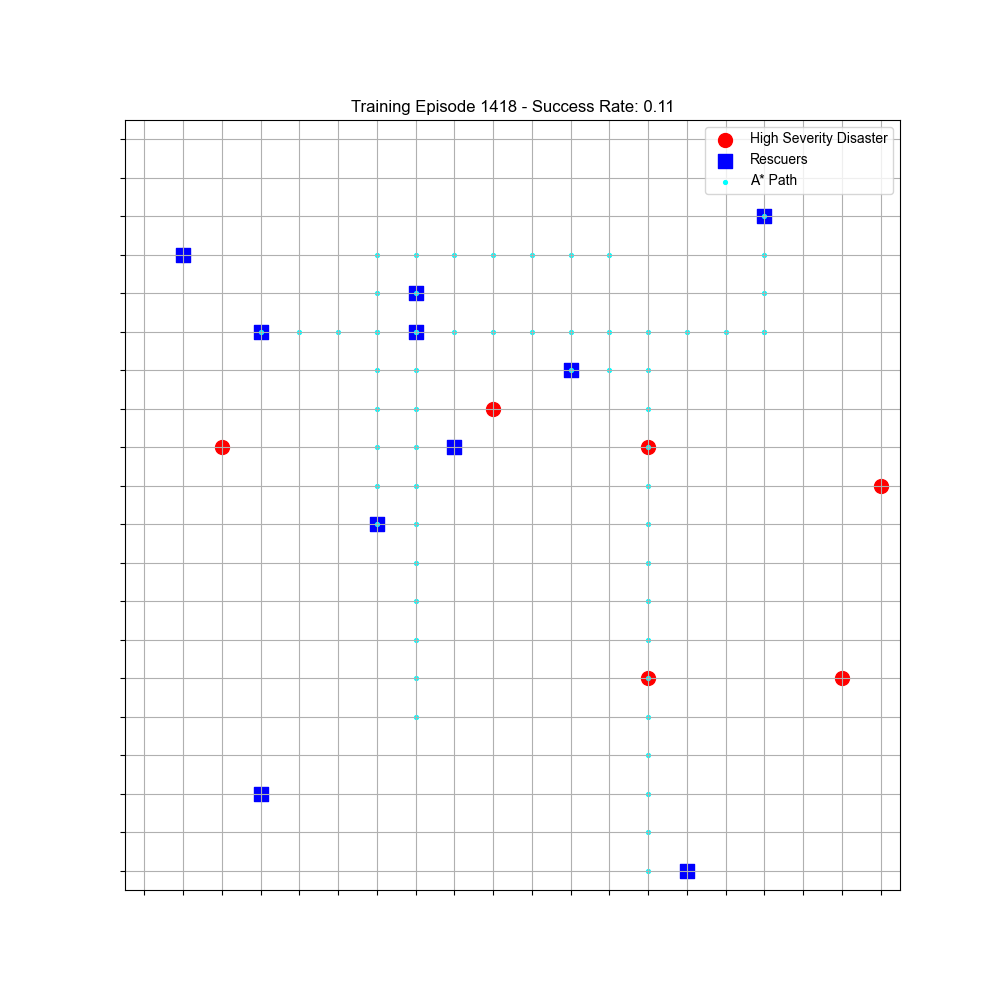 Training Episode 1418 - Success Rate: 0.11
High Severity Disaster
Rescuers
A* Path